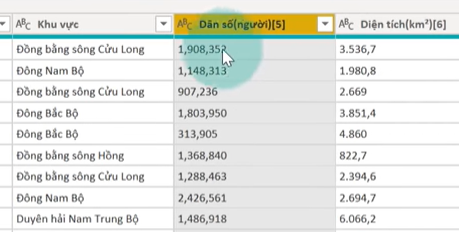 ABC Khu vực ABC Dân số(người)[5] ABC Diện tích(km²)[6]
Đồng bằng sông Cửu Long 1,908,352 3.536,7
Đông Nam Bộ 1,148,313 1.980,8
Đồng bằng sông Cửu Long 907,236 2.669
Đông Bắc Bộ 1,803,950 3.851,4
Đông Bắc Bộ 313,905 4.860
Đồng bằng sông Hồng 1,368,840 822,7
Đồng bằng sông Cửu Long 1,288,463 2.394,6
Đông Nam Bộ 2,426,561 2.694,7
Duyên hải Nam Trung Bộ 1,486,918 6.066,2